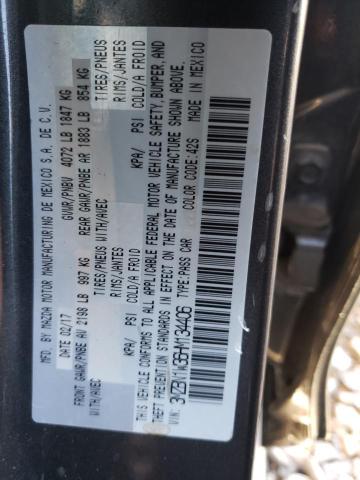 MFD. BY MAZDA MOTOR MANUFACTURING DE MEXICO S.A. DE C.V.
DATE 02/17 GVWR/PNBV 4072 LB 1847 KG
FRONT GAWR/PNBE AV 2198 LB 997 KG REAR GAWR/PNBE AR 1883 LB 854 KG
WITH/AVEC TIRES/PNEUS WITH/AVEC TIRES/PNEUS
RIMS/JANTES RIMS/JANTES
KPA/ PSI COLD/A FROID KPA/ PSI COLD/A FROID
THIS VEHICLE CONFORMS TO ALL APPLICABLE FEDERAL MOTOR VEHICLE SAFETY, BUMPER, AND
THEFT PREVENTION STANDARDS IN EFFECT ON THE DATE OF MANUFACTURE SHOWN ABOVE.
VIN: 3MZBN1W36HM134406 TYPE:PASS CAR COLOR CODE:42S MADE IN MEXICO